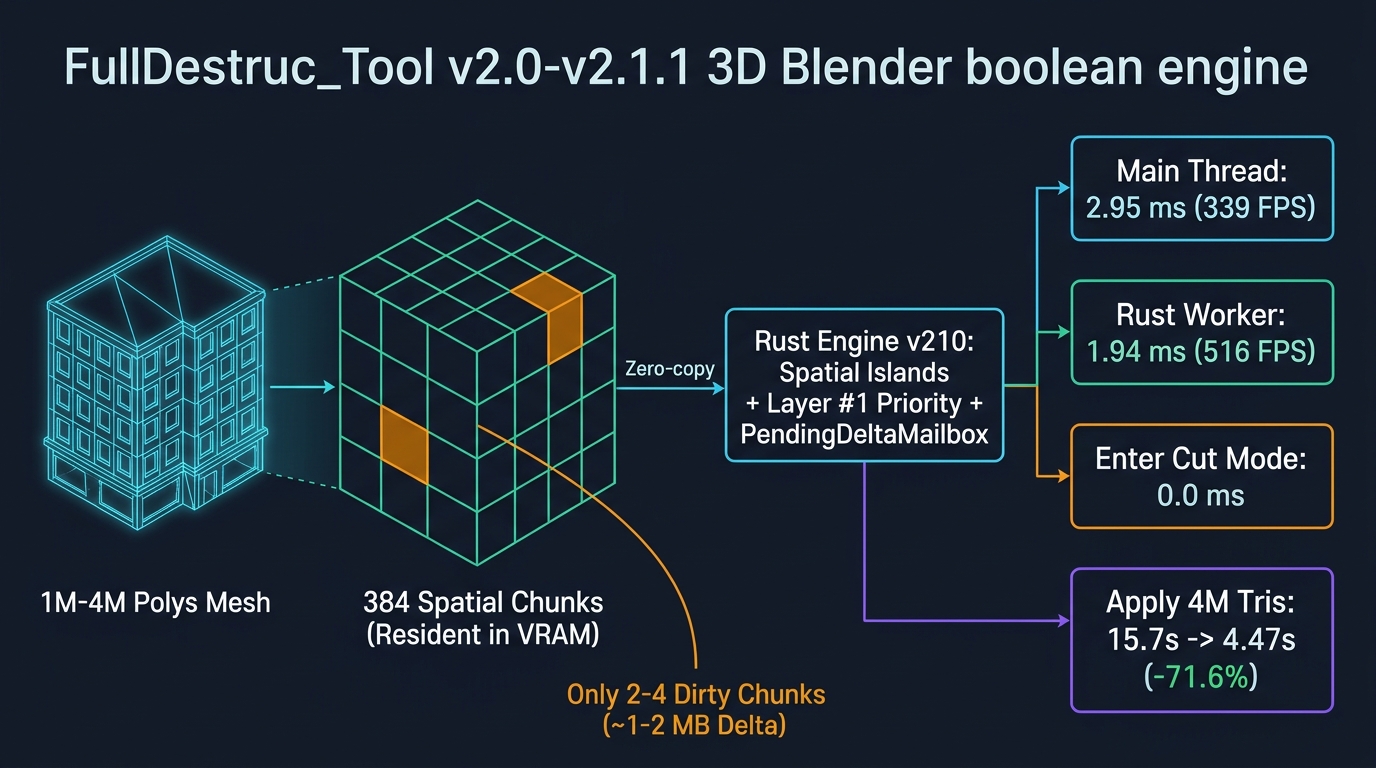 FullDestruc_Tool v2.0-v2.1.1 3D Blender boolean engine
1M-4M Polys Mesh
384 Spatial Chunks
(Resident in VRAM)
Only 2-4 Dirty Chunks
(~1-2 MB Delta)
Zero-copy
Rust Engine v210:
Spatial Islands
+ Layer #1 Priority +
PendingDeltaMailbox
Main Thread:
2.95 ms (339 FPS)
Rust Worker:
1.94 ms (516 FPS)
Enter Cut Mode:
0.0 ms
Apply 4M Tris:
15.7s -> 4.47s
(-71.6%)